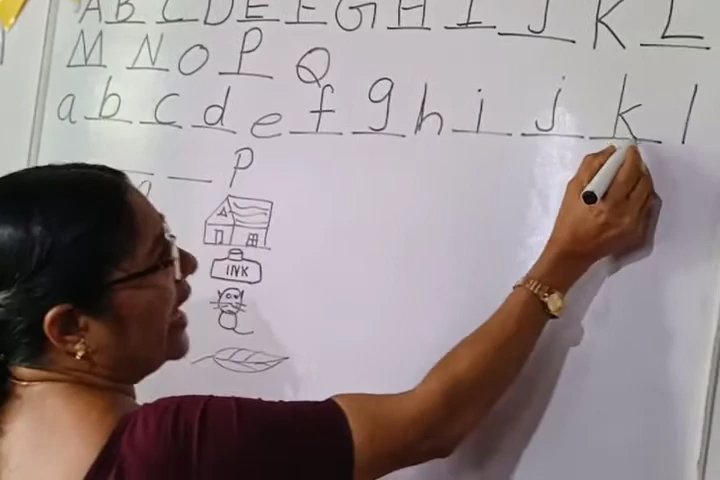 A B C D E F G H I J K L
M N O P Q
a b c d e f g h i j k l
P
INK